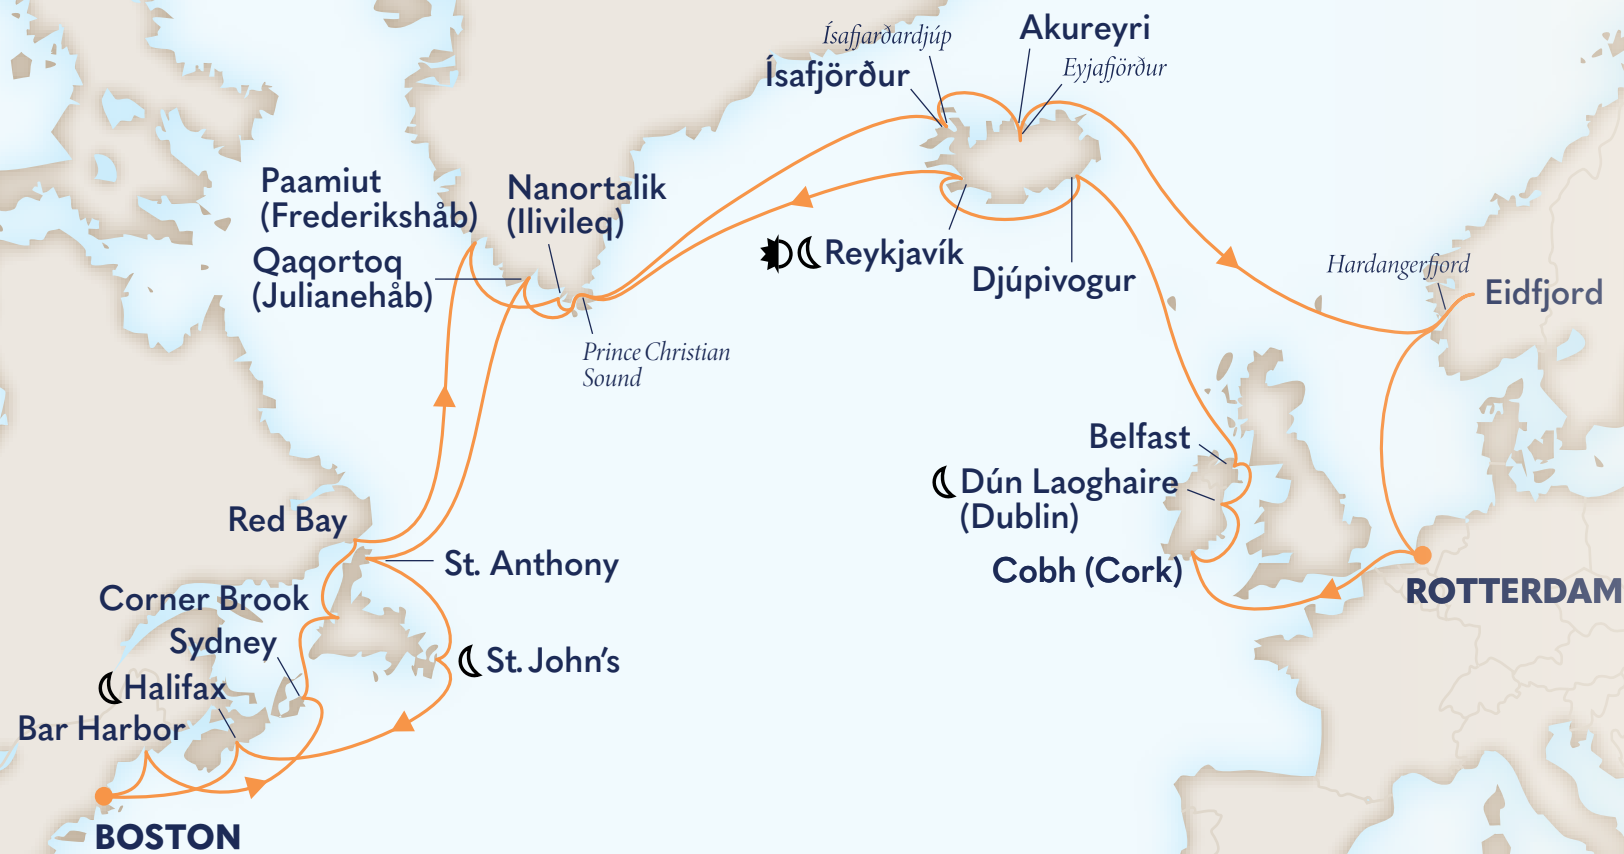 Ísafjarðardjúp
Akureyri
Ísafjörður
Eyjafjörður
Paamiut
(Frederikshåb)
Nanortalik
(Ilivileq)
Qaqortoq
(Julianehåb)
Reykjavík
Djúpivogur
Hardangerfjord
Eidfjord
Prince Christian
Sound
Belfast
Dún Laoghaire
(Dublin)
Cobh (Cork)
ROTTERDAM
Red Bay
St. Anthony
Corner Brook
Sydney
St. John’s
Halifax
Bar Harbor
BOSTON